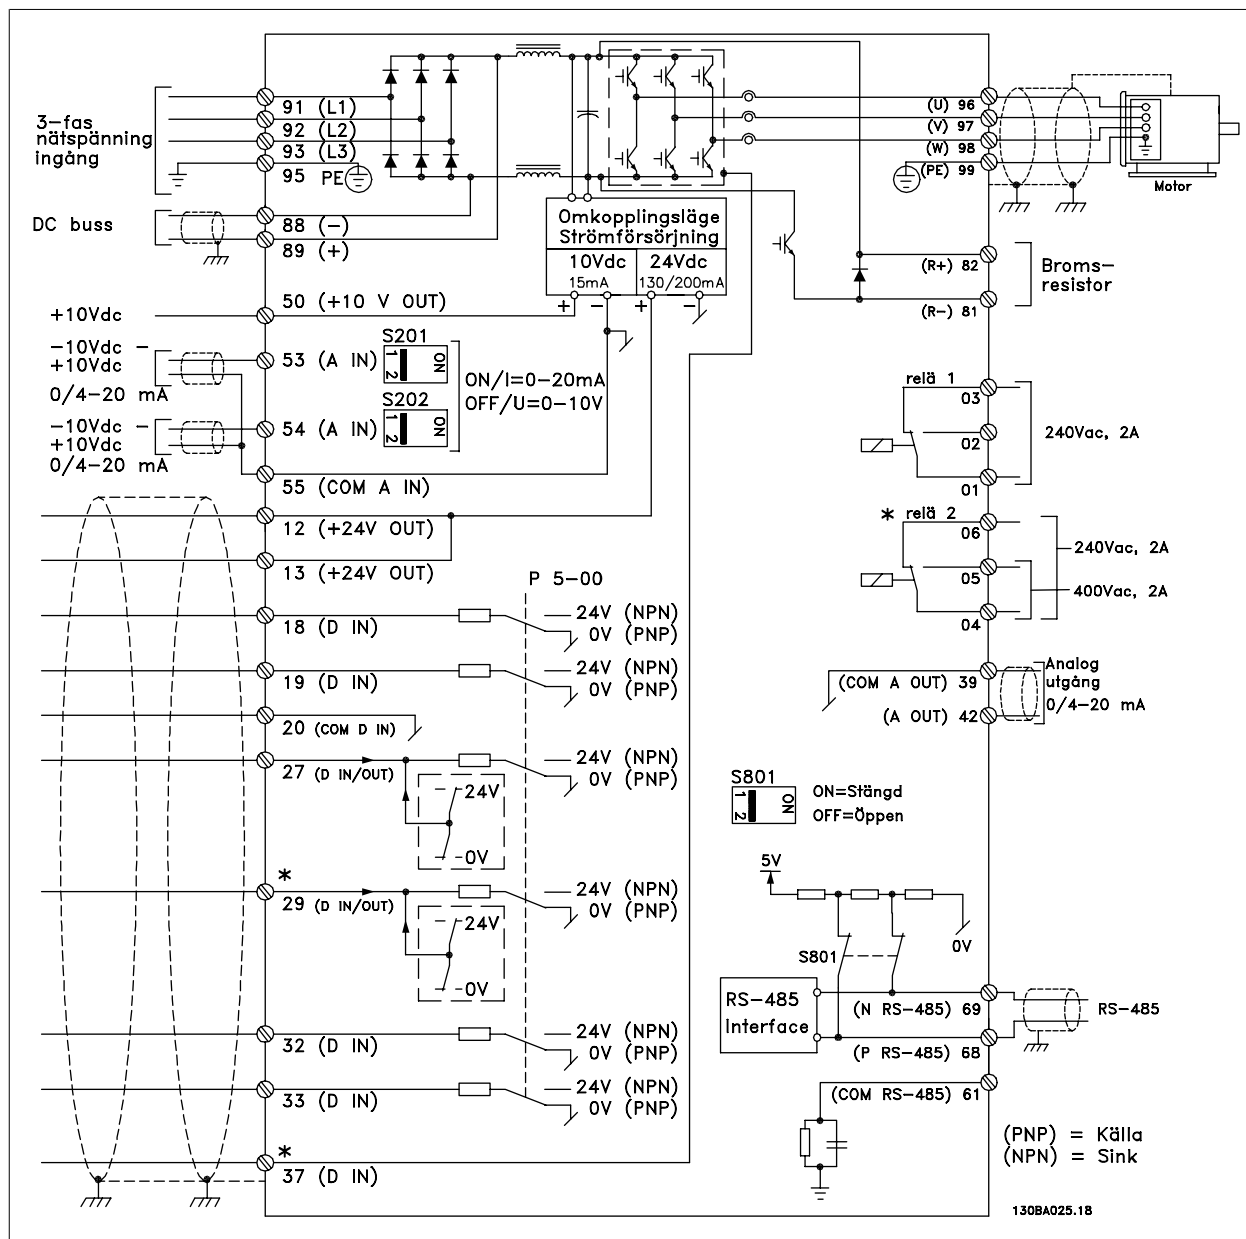 3-fas
nätspänning
ingång
91 (L1)
92 (L2)
93 (L3)
95 PE
DC buss
88 (-)
89 (+)
+10Vdc
50 (+10 V OUT)
-10Vdc -
+10Vdc
0/4-20 mA
53 (A IN)
S201
1 2
ON
ON/I=0-20mA
OFF/U=0-10V
-10Vdc -
+10Vdc
0/4-20 mA
54 (A IN)
S202
1 2
ON
55 (COM A IN)
12 (+24V OUT)
13 (+24V OUT)
P 5-00
18 (D IN)
24V (NPN)
0V (PNP)
19 (D IN)
24V (NPN)
0V (PNP)
20 (COM D IN)
27 (D IN/OUT)
24V (NPN)
0V (PNP)
24V
0V
*
29 (D IN/OUT)
24V (NPN)
0V (PNP)
24V
0V
32 (D IN)
24V (NPN)
0V (PNP)
33 (D IN)
24V (NPN)
0V (PNP)
*
37 (D IN)
Omkopplingsläge
Strömförsörjning
10Vdc
15mA
24Vdc
130/200mA
+ - + -
(U) 96
(V) 97
(W) 98
(PE) 99
Motor
(R+) 82
(R-) 81
Broms-
resistor
relä 1
03
02
01
240Vac, 2A
* relä 2
06
05
04
240Vac, 2A
400Vac, 2A
(COM A OUT) 39
(A OUT) 42
Analog
utgång
0/4-20 mA
S801
1 2
ON
ON=Stängd
OFF=Öppen
5V
0V
S801
RS-485
Interface
(N RS-485) 69
(P RS-485) 68
RS-485
(COM RS-485) 61
(PNP) = Källa
(NPN) = Sink
130BA025.18